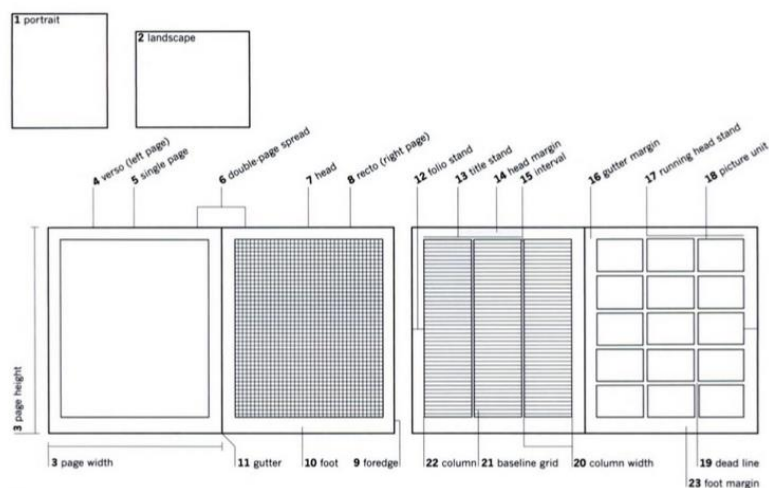 1 portrait
2 landscape
4 verso (left page)
5 single page
6 double-page spread
7 head
8 recto (right page)
12 folio stand
13 title stand
14 head margin
15 interval
16 gutter margin
17 running head stand
18 picture unit
3 page height
3 page width
11 gutter
10 foot
9 foredge
22 column
21 baseline grid
20 column width
19 dead line
23 foot margin